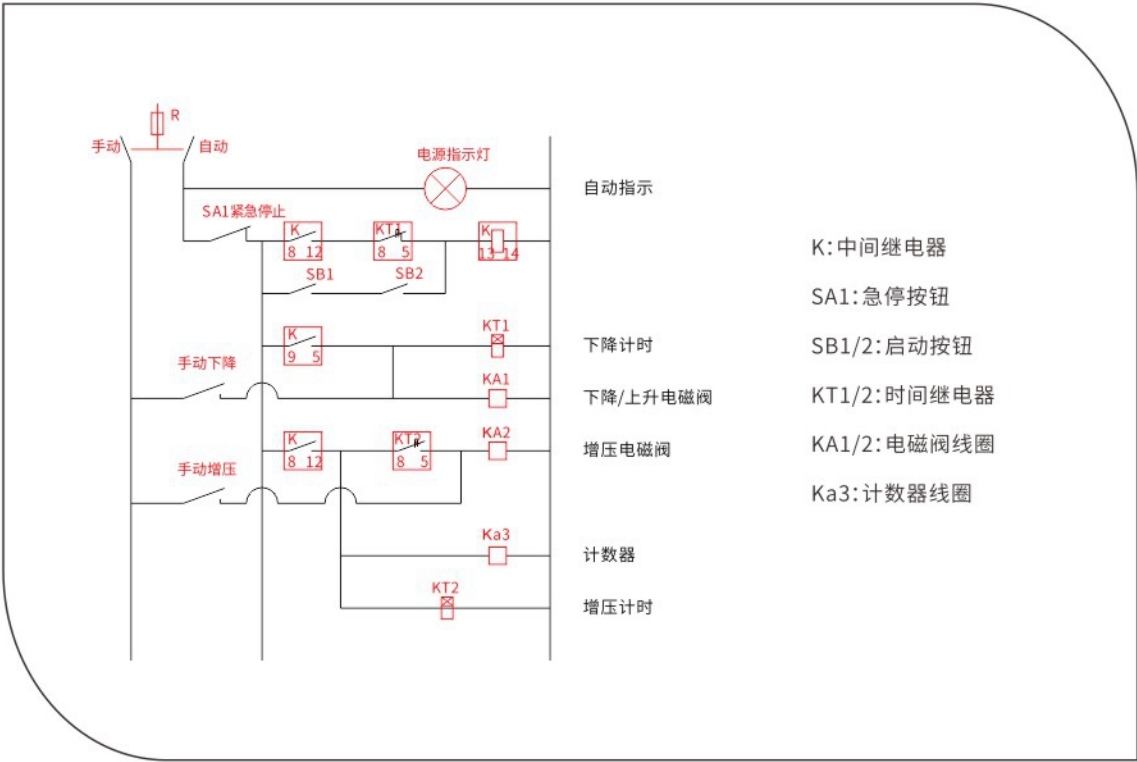 R
手动
自动
电源指示灯
自动指示
SA1紧急停止
K
8 12
KT1
8 5
K
13 14
SB1
SB2
K
9 5
KT1
下降计时
手动下降
KA1
下降/上升电磁阀
K
8 12
KT2
8 5
KA2
增压电磁阀
手动增压
Ka3
计数器
KT2
增压计时
K:中间继电器
SA1:急停按钮
SB1/2:启动按钮
KT1/2:时间继电器
KA1/2:电磁阀线圈
Ka3:计数器线圈